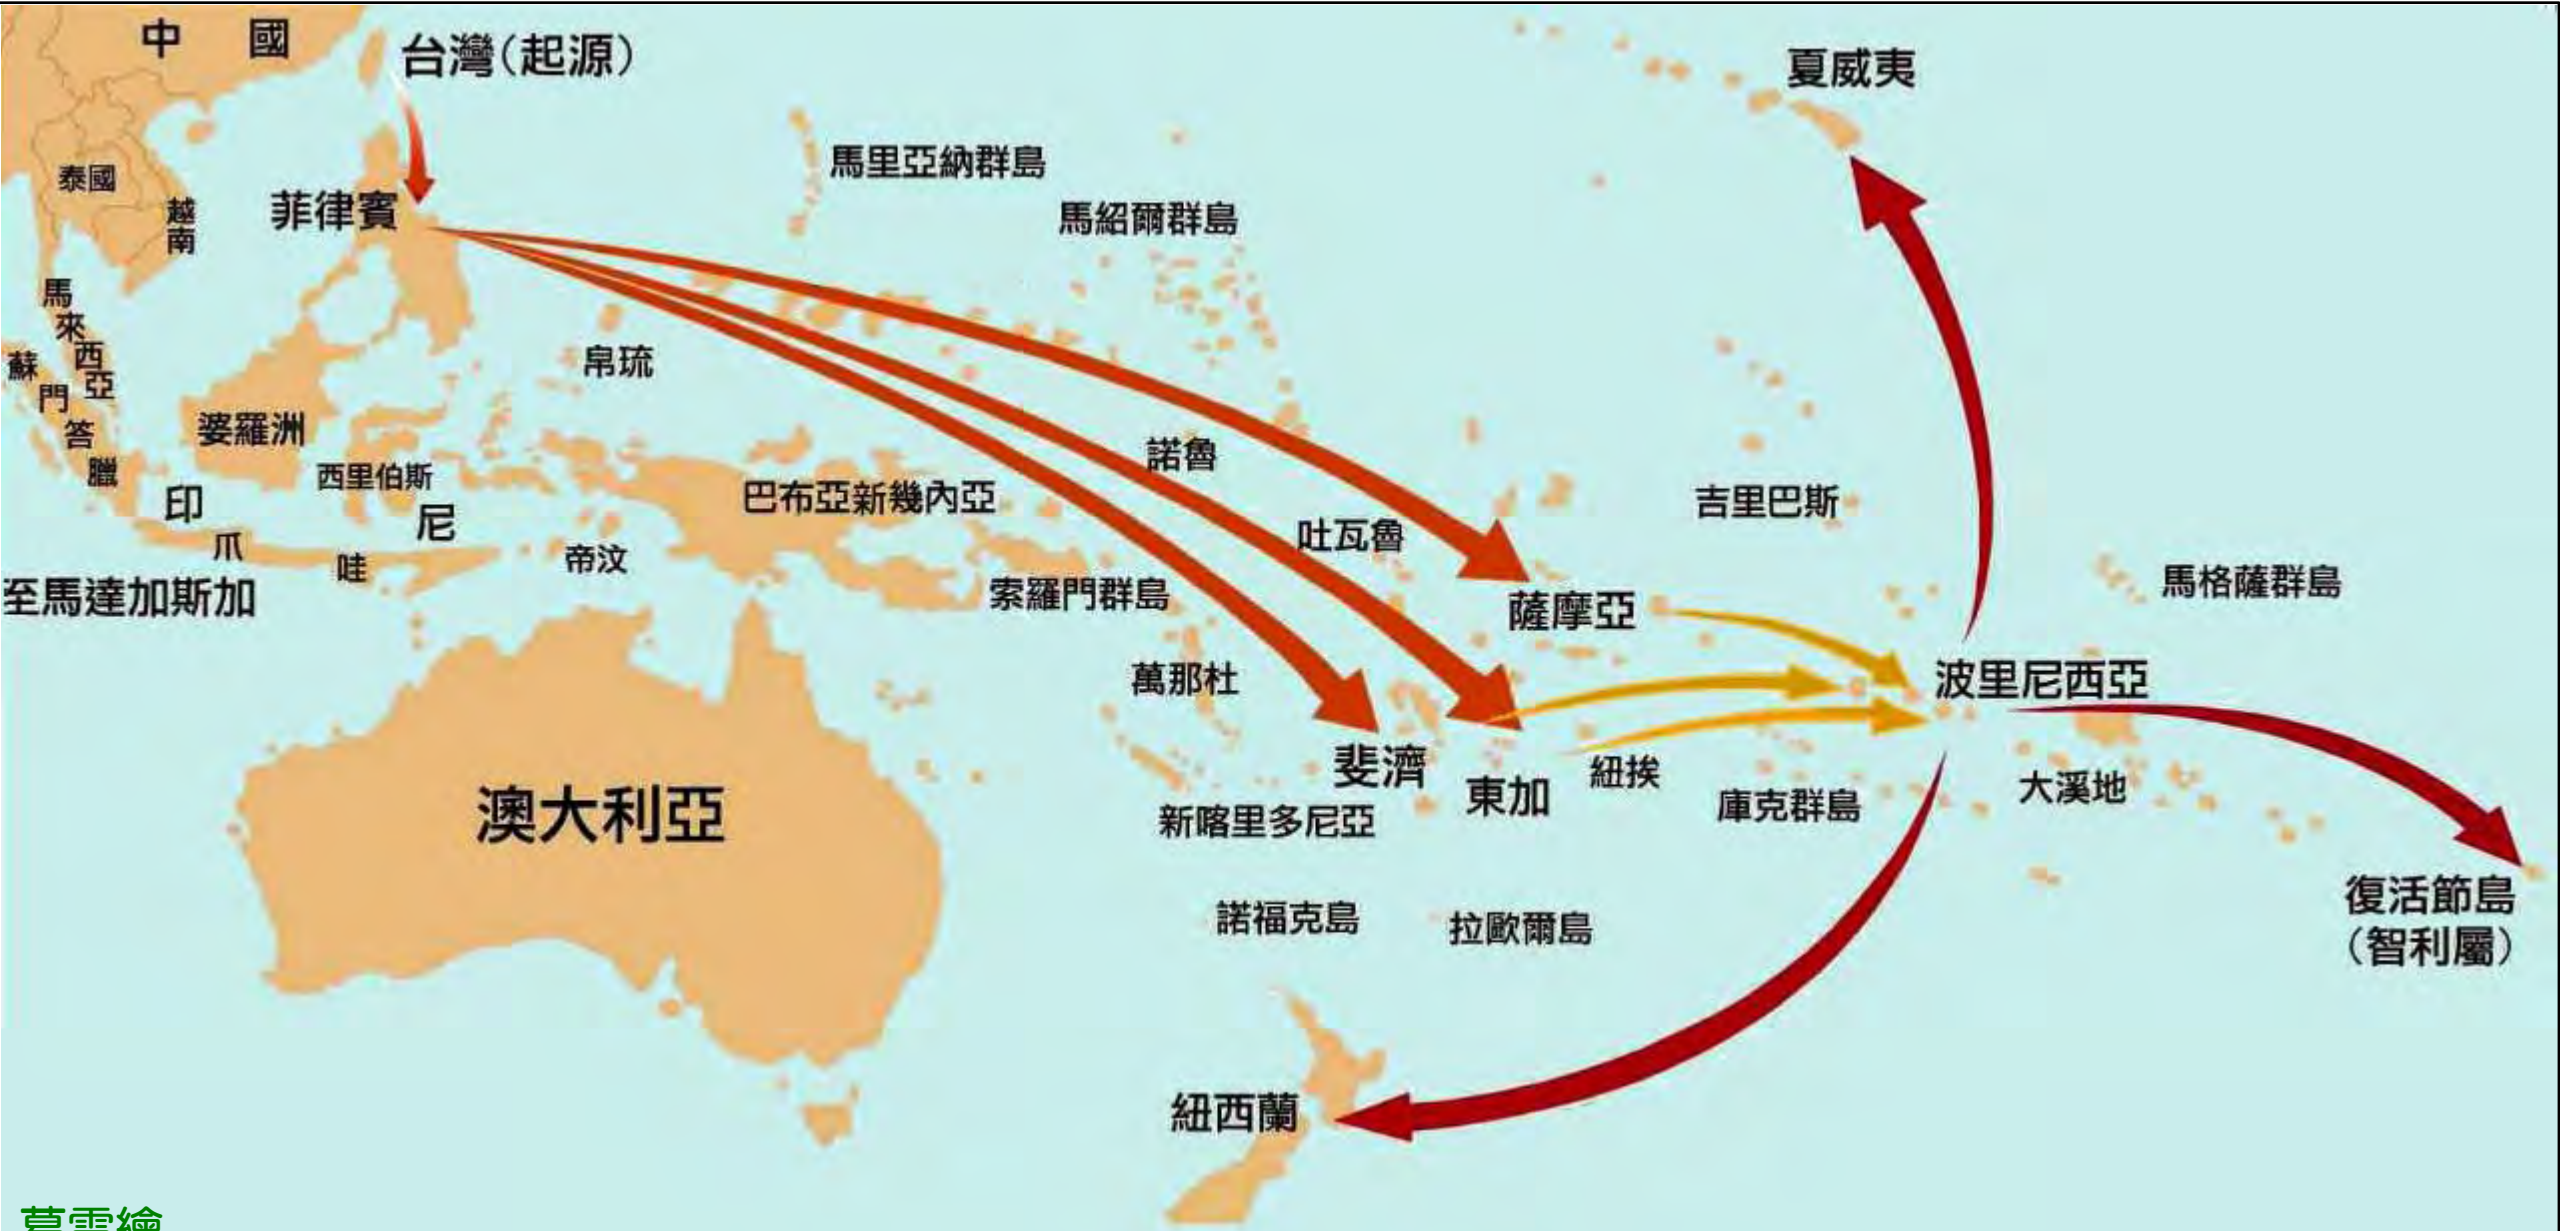 中國
台灣(起源)
夏威夷
馬里亞納群島
泰國
越南
菲律賓
馬紹爾群島
馬來西亞
帛琉
蘇門答臘
婆羅洲
諾魯
西里伯斯
巴布亞新幾內亞
吉里巴斯
印尼
吐瓦魯
爪哇
帝汶
至馬達加斯加
索羅門群島
薩摩亞
馬格薩群島
萬那杜
波里尼西亞
斐濟
東加
紐挨
大溪地
澳大利亞
庫克群島
新喀里多尼亞
復活節島
(智利屬)
諾福克島
拉歐爾島
紐西蘭